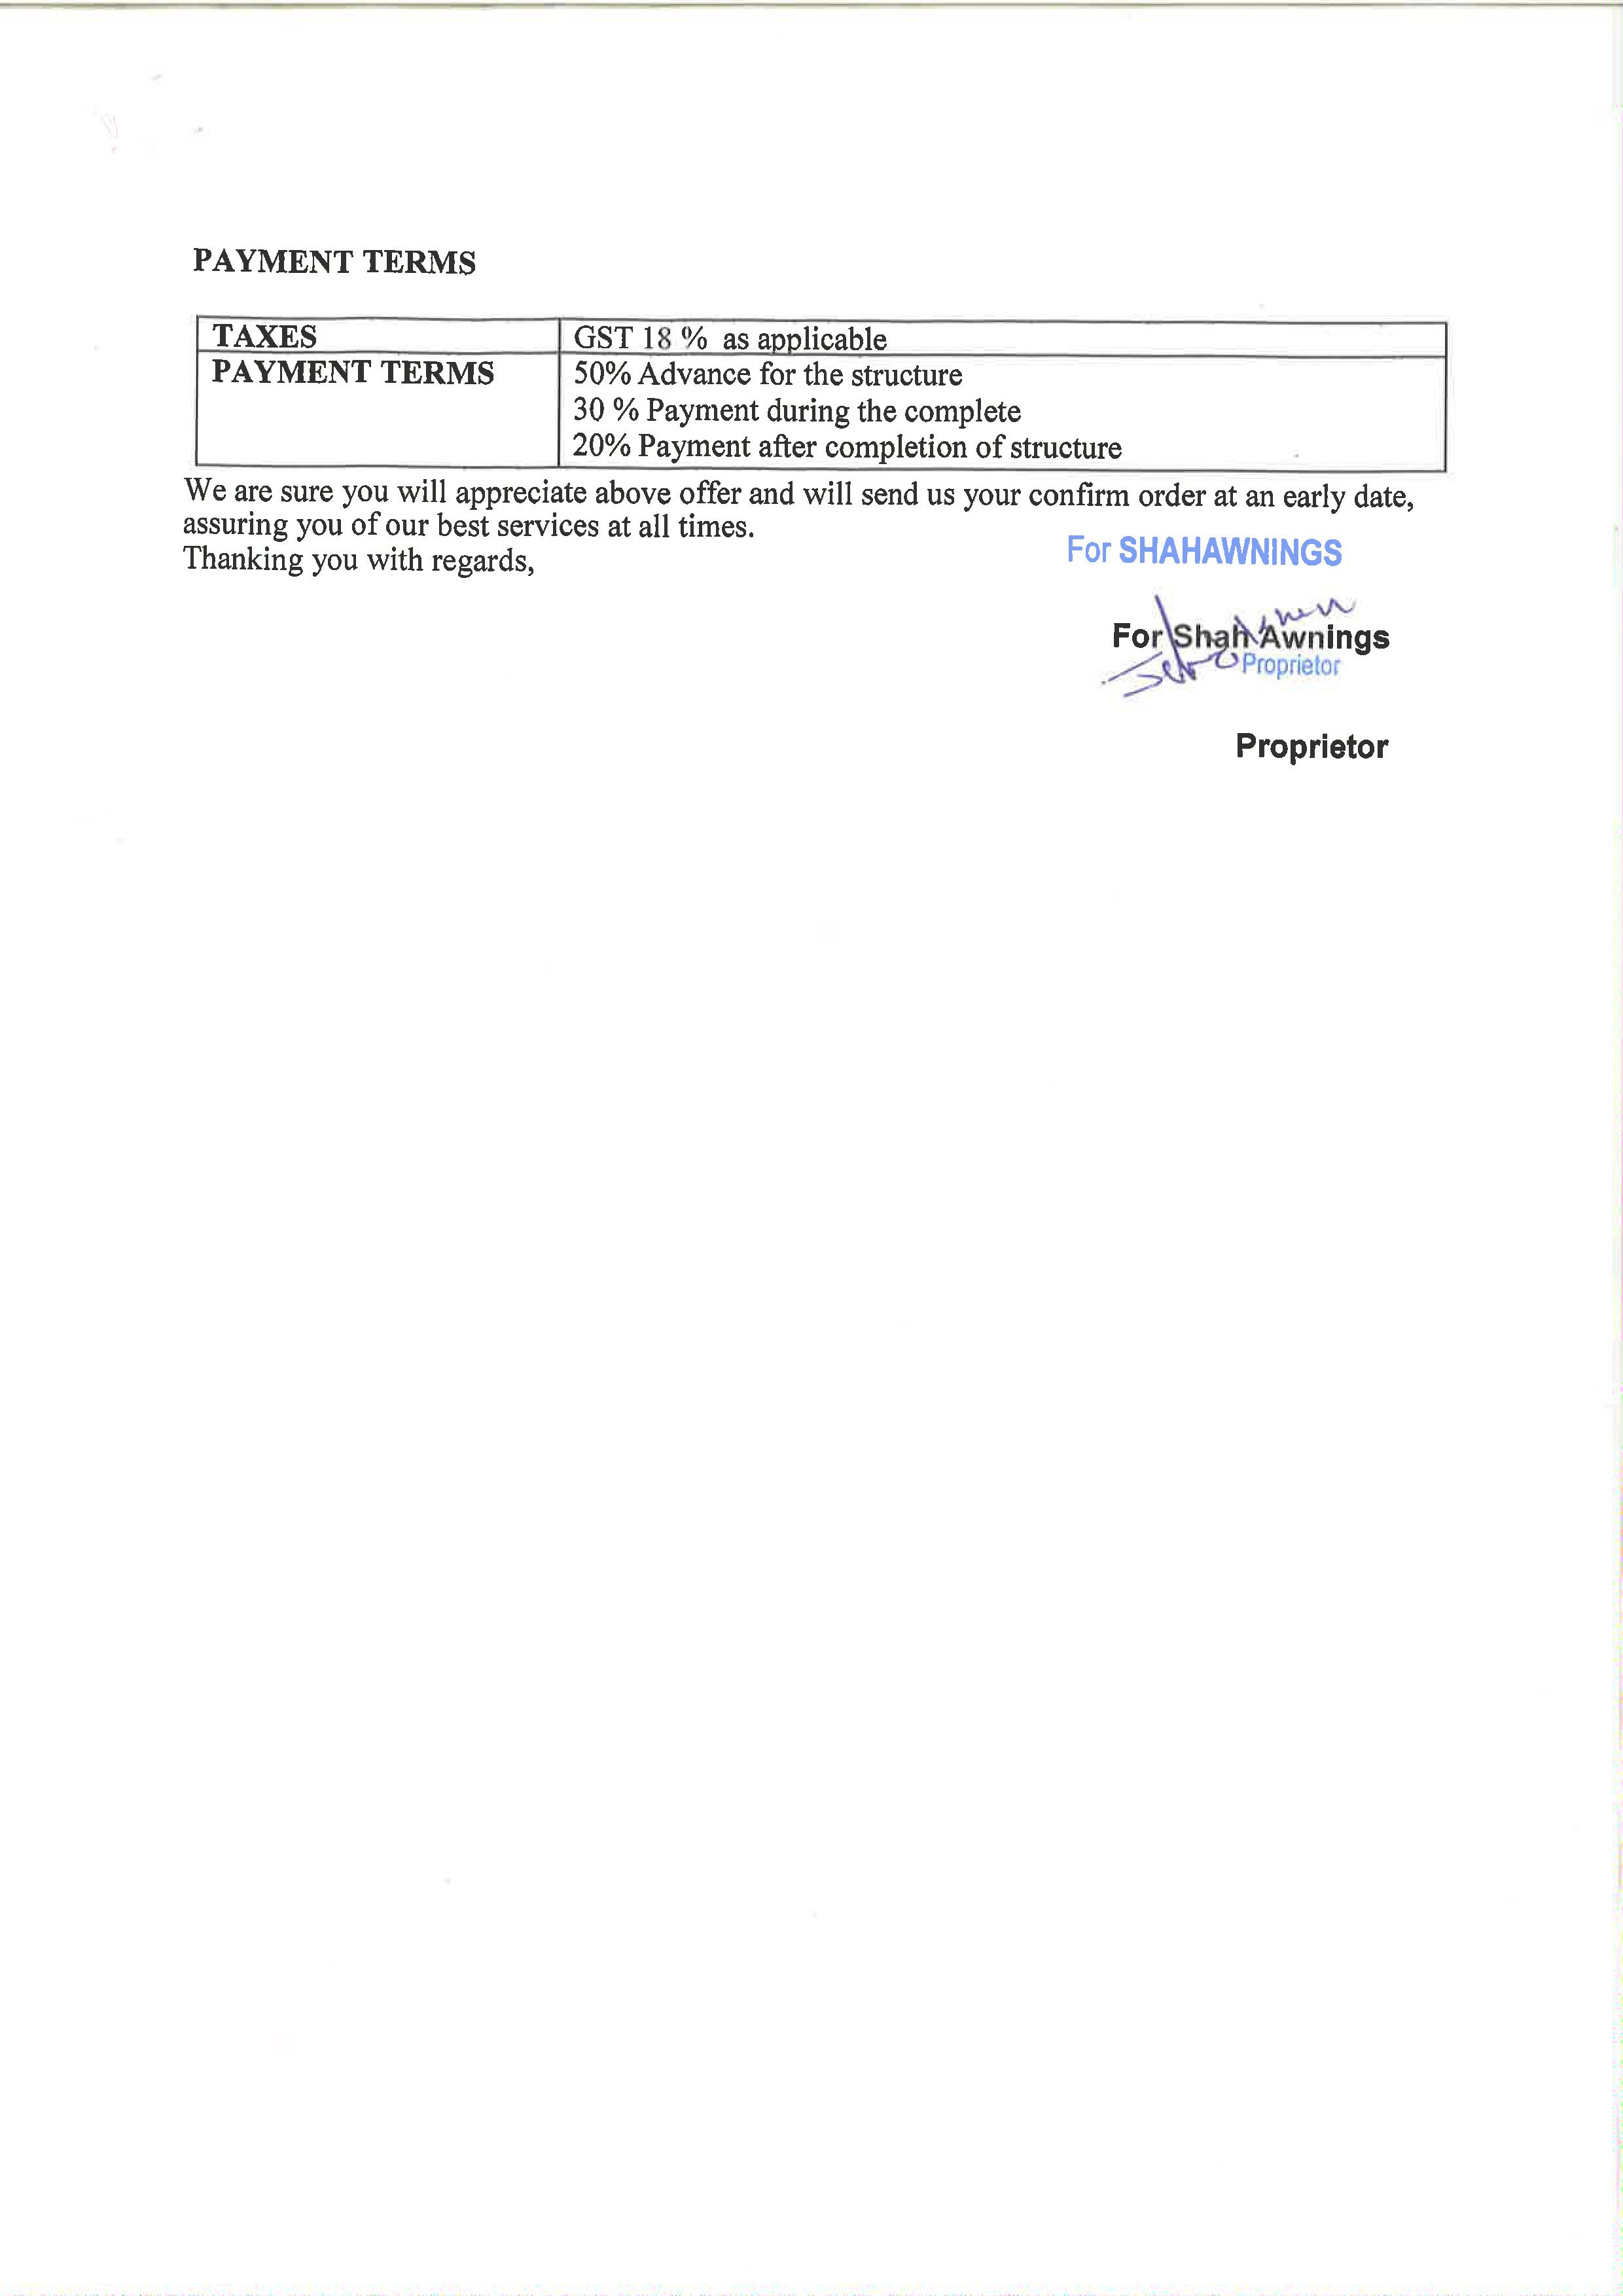 PAYMENT TERMS
TAXES GST 18 % as applicable
PAYMENT TERMS 50% Advance for the structure
30 % Payment during the complete
20% Payment after completion of structure
We are sure you will appreciate above offer and will send us your confirm order at an early date,
assuring you of our best services at all times.
Thanking you with regards,
For SHAHAWNINGS
For Shah Awnings
Proprietor
Proprietor